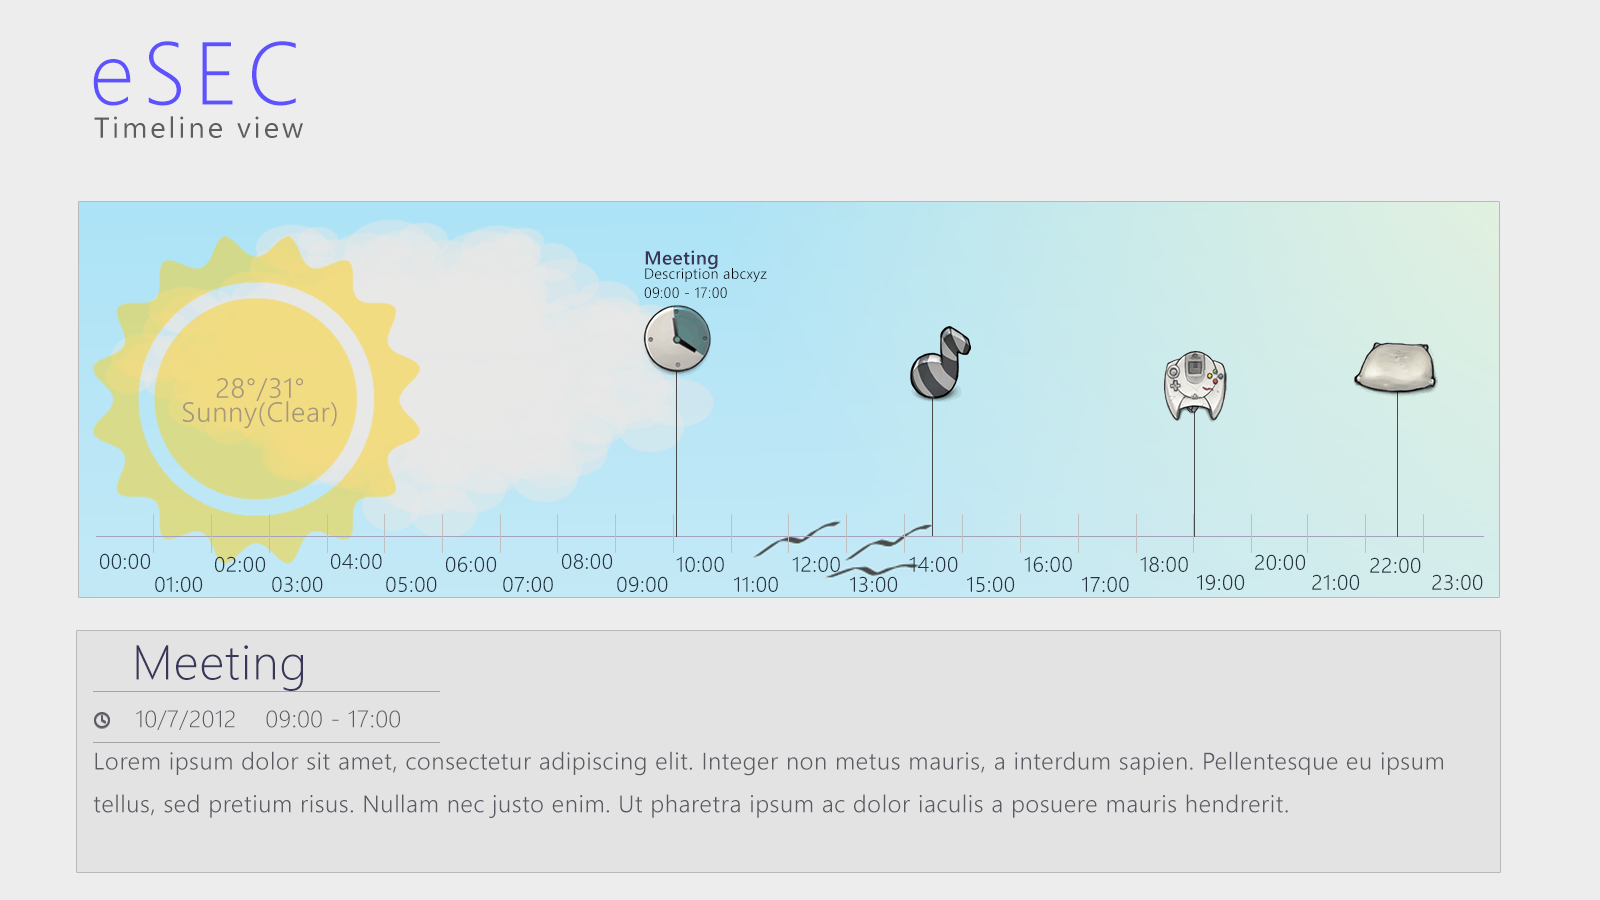 eSEC
Timeline view
Meeting
Description abcxyz
09:00 - 17:00
28°/31°
Sunny(Clear)
00:00 01:00 02:00 03:00 04:00 05:00 06:00 07:00 08:00 09:00 10:00 11:00 12:00 13:00 14:00 15:00 16:00 17:00 18:00 19:00 20:00 21:00 22:00 23:00
Meeting
10/7/2012 09:00 - 17:00
Lorem ipsum dolor sit amet, consectetur adipiscing elit. Integer non metus mauris, a interdum sapien. Pellentesque eu ipsum
tellus, sed pretium risus. Nullam nec justo enim. Ut pharetra ipsum ac dolor iaculis a posuere mauris hendrerit.